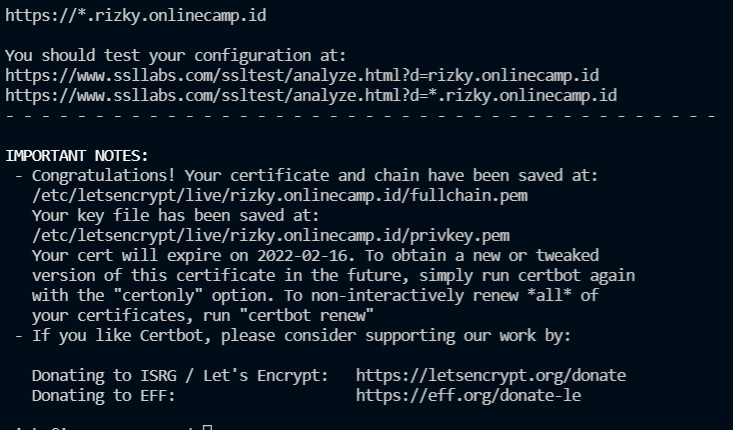 https://*.rizky.onlinecamp.id
You should test your configuration at:
https://www.ssllabs.com/ssltest/analyze.html?d=rizky.onlinecamp.id
https://www.ssllabs.com/ssltest/analyze.html?d=*.rizky.onlinecamp.id
- - - - - - - - - - - - - - - - - - - - - - - - - - - - - - - - - - - - - - - -
IMPORTANT NOTES:
- Congratulations! Your certificate and chain have been saved at:
/etc/letsencrypt/live/rizky.onlinecamp.id/fullchain.pem
Your key file has been saved at:
/etc/letsencrypt/live/rizky.onlinecamp.id/privkey.pem
Your cert will expire on 2022-02-16. To obtain a new or tweaked
version of this certificate in the future, simply run certbot again
with the "certonly" option. To non-interactively renew *all* of
your certificates, run "certbot renew"
- If you like Certbot, please consider supporting our work by:
Donating to ISRG / Let's Encrypt: https://letsencrypt.org/donate
Donating to EFF: https://eff.org/donate-le